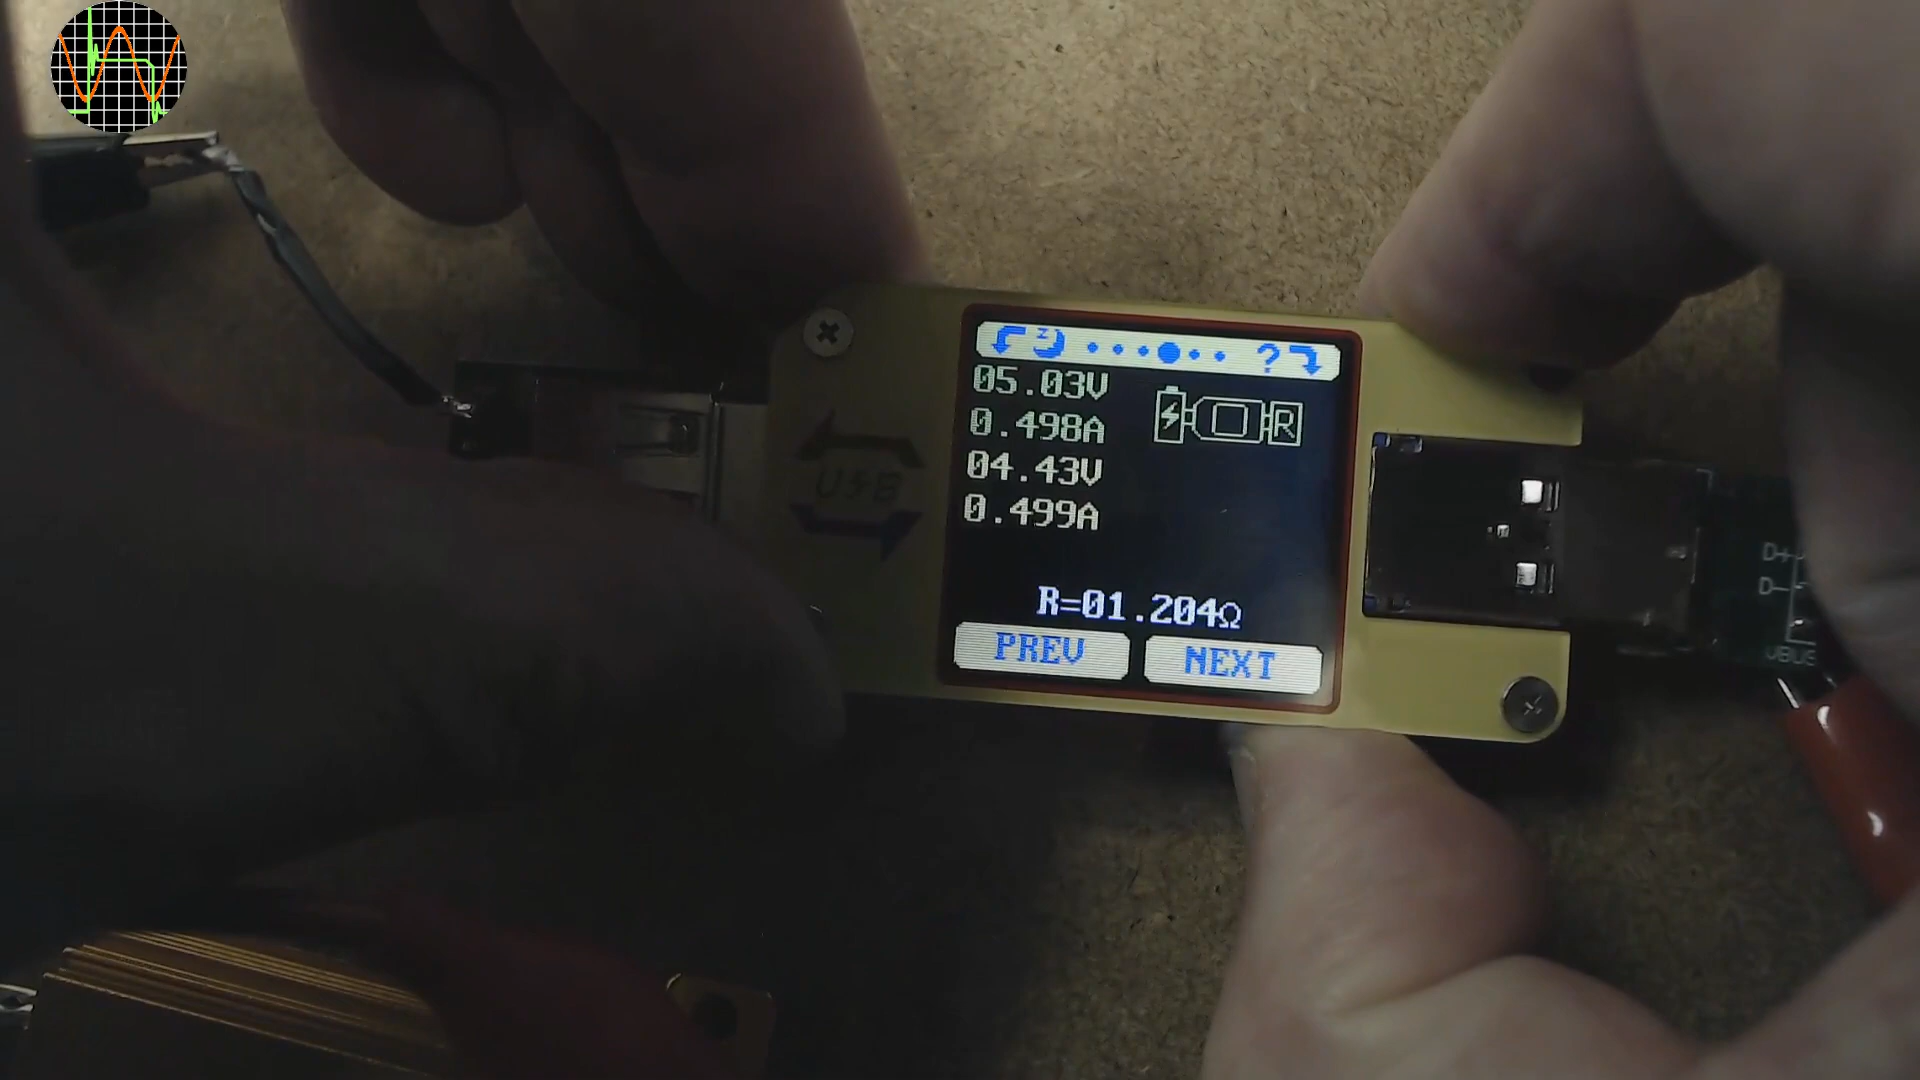 ?
05.03V
0.498A
R
04.43V
0.499A
R=01.204Ω
PREV
NEXT
USB
D+
D-
VBUS